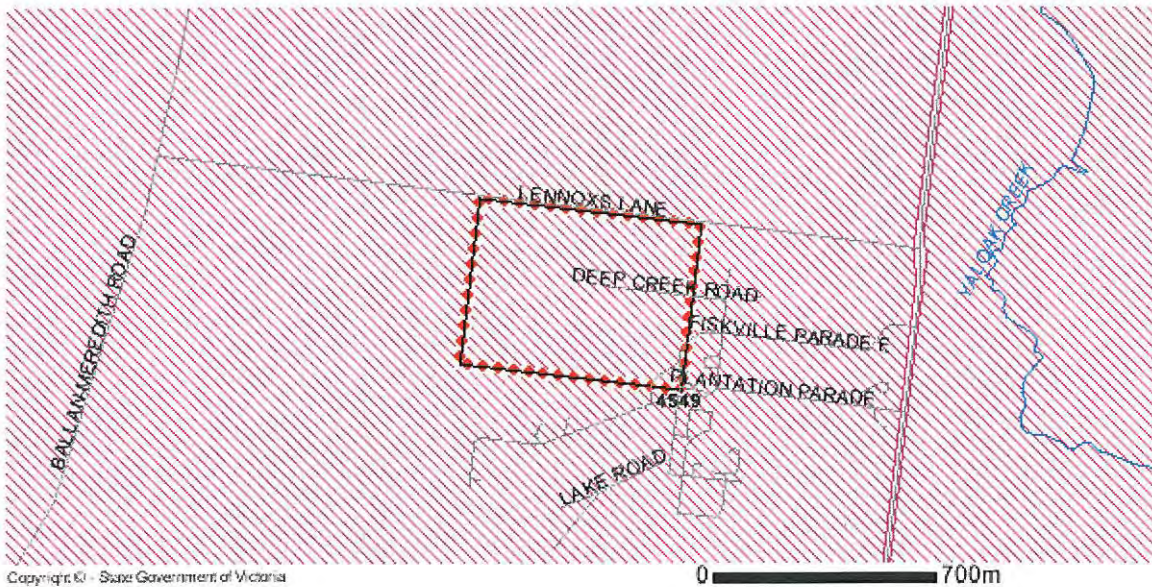 LENNOXS LANE
YALOAK CREEK
BALLAN-MEREDITH ROAD
DEEP CREEK ROAD
FISKVILLE PARADE E
PLANTATION PARADE
4549
LAKE ROAD
Copyright © - State Government of Victoria
0 700m